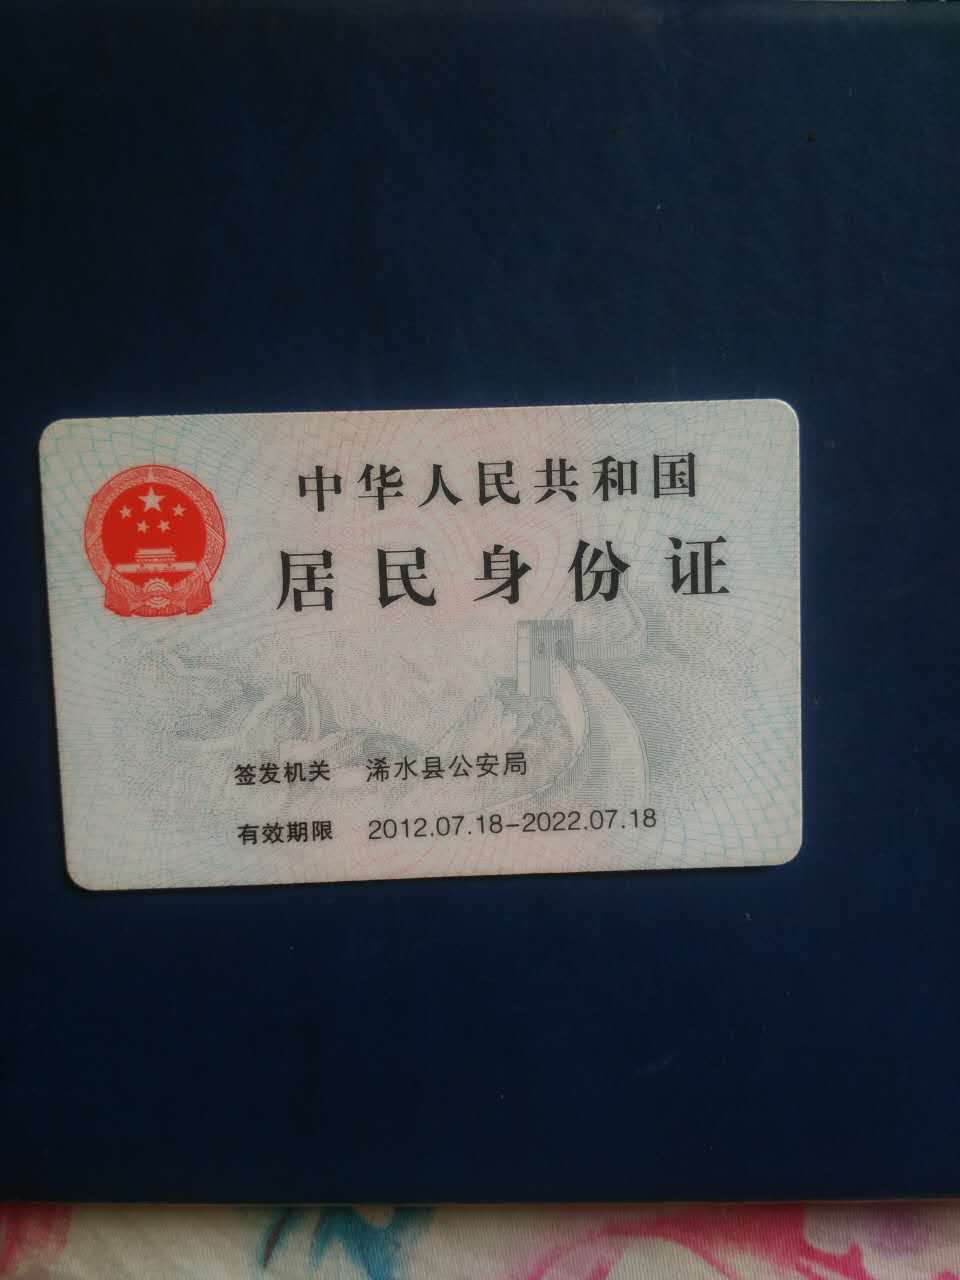 中华人民共和国
居民身份证
签发机关 浠水县公安局
有效期限 2012.07.18-2022.07.18